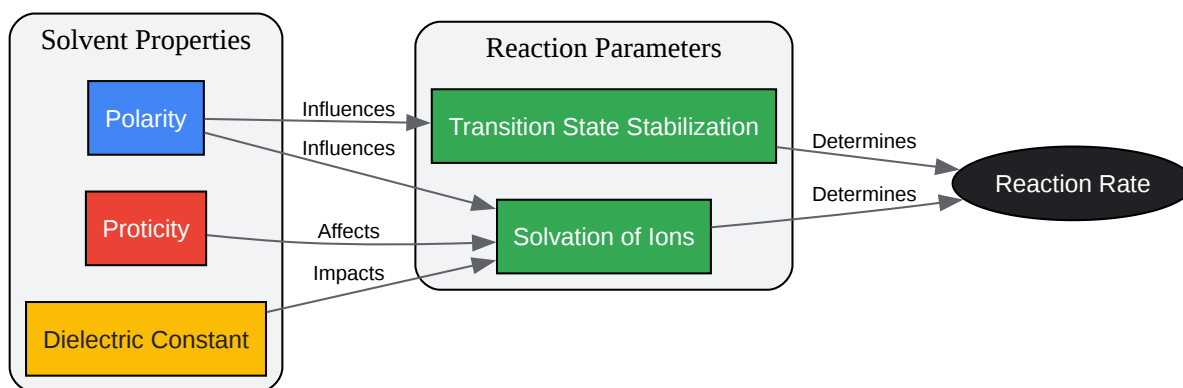 Solvent Properties
Polarity
Proticity
Dielectric Constant
Influences
Influences
Affects
Impacts
Reaction Parameters
Transition State Stabilization
Solvation of Ions
Determines
Determines
Reaction Rate